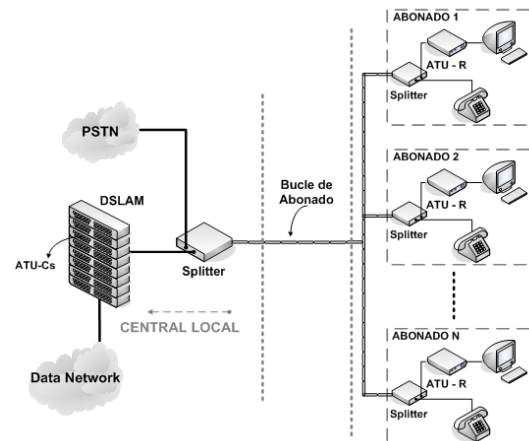 PSTN
DSLAM
ATU-Cs
Splitter
CENTRAL LOCAL
Data Network
Bucle de
Abonado
ABONADO 1
ATU - R
Splitter
ABONADO 2
ATU - R
Splitter
ABONADO N
ATU - R
Splitter